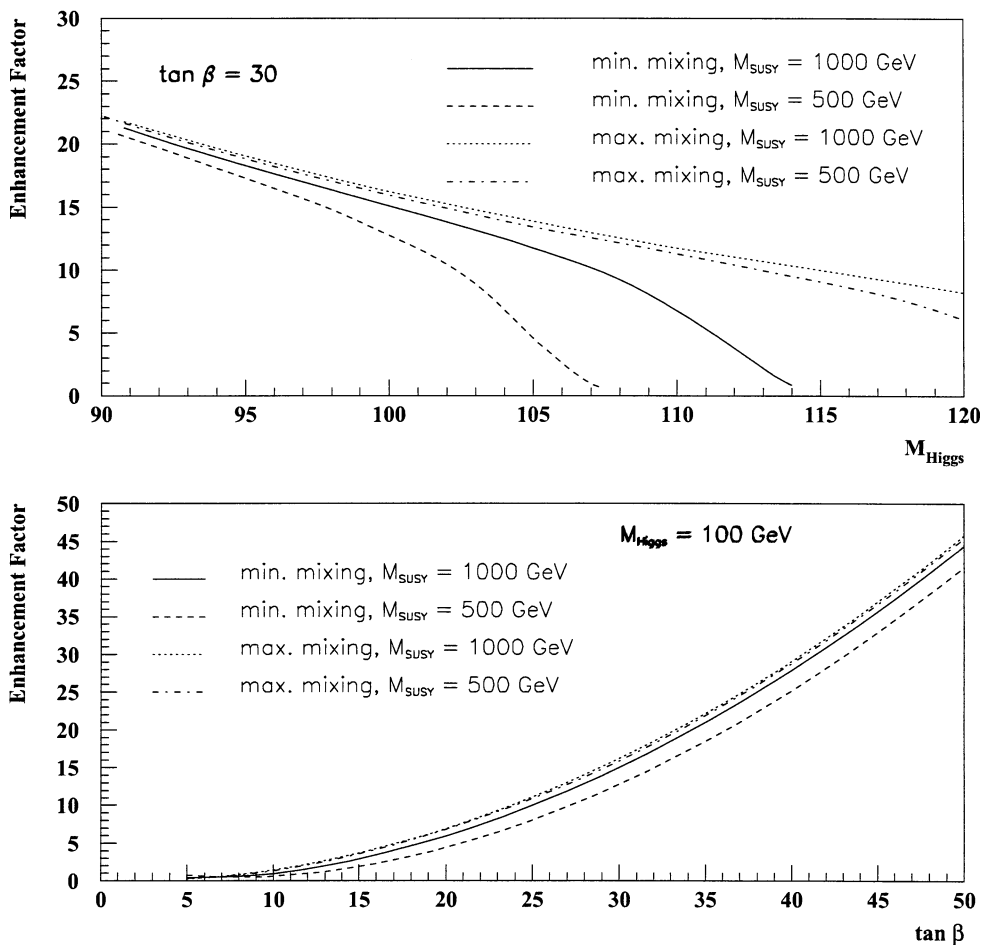 Enhancement Factor
30
25
20
15
10
5
0
tan β = 30
min. mixing, M_SUSY = 1000 GeV
min. mixing, M_SUSY = 500 GeV
max. mixing, M_SUSY = 1000 GeV
max. mixing, M_SUSY = 500 GeV
90 95 100 105 110 115 120
M_Higgs
Enhancement Factor
50
45
40
35
30
25
20
15
10
5
0
M_Higgs = 100 GeV
min. mixing, M_SUSY = 1000 GeV
min. mixing, M_SUSY = 500 GeV
max. mixing, M_SUSY = 1000 GeV
max. mixing, M_SUSY = 500 GeV
0 5 10 15 20 25 30 35 40 45 50
tan β